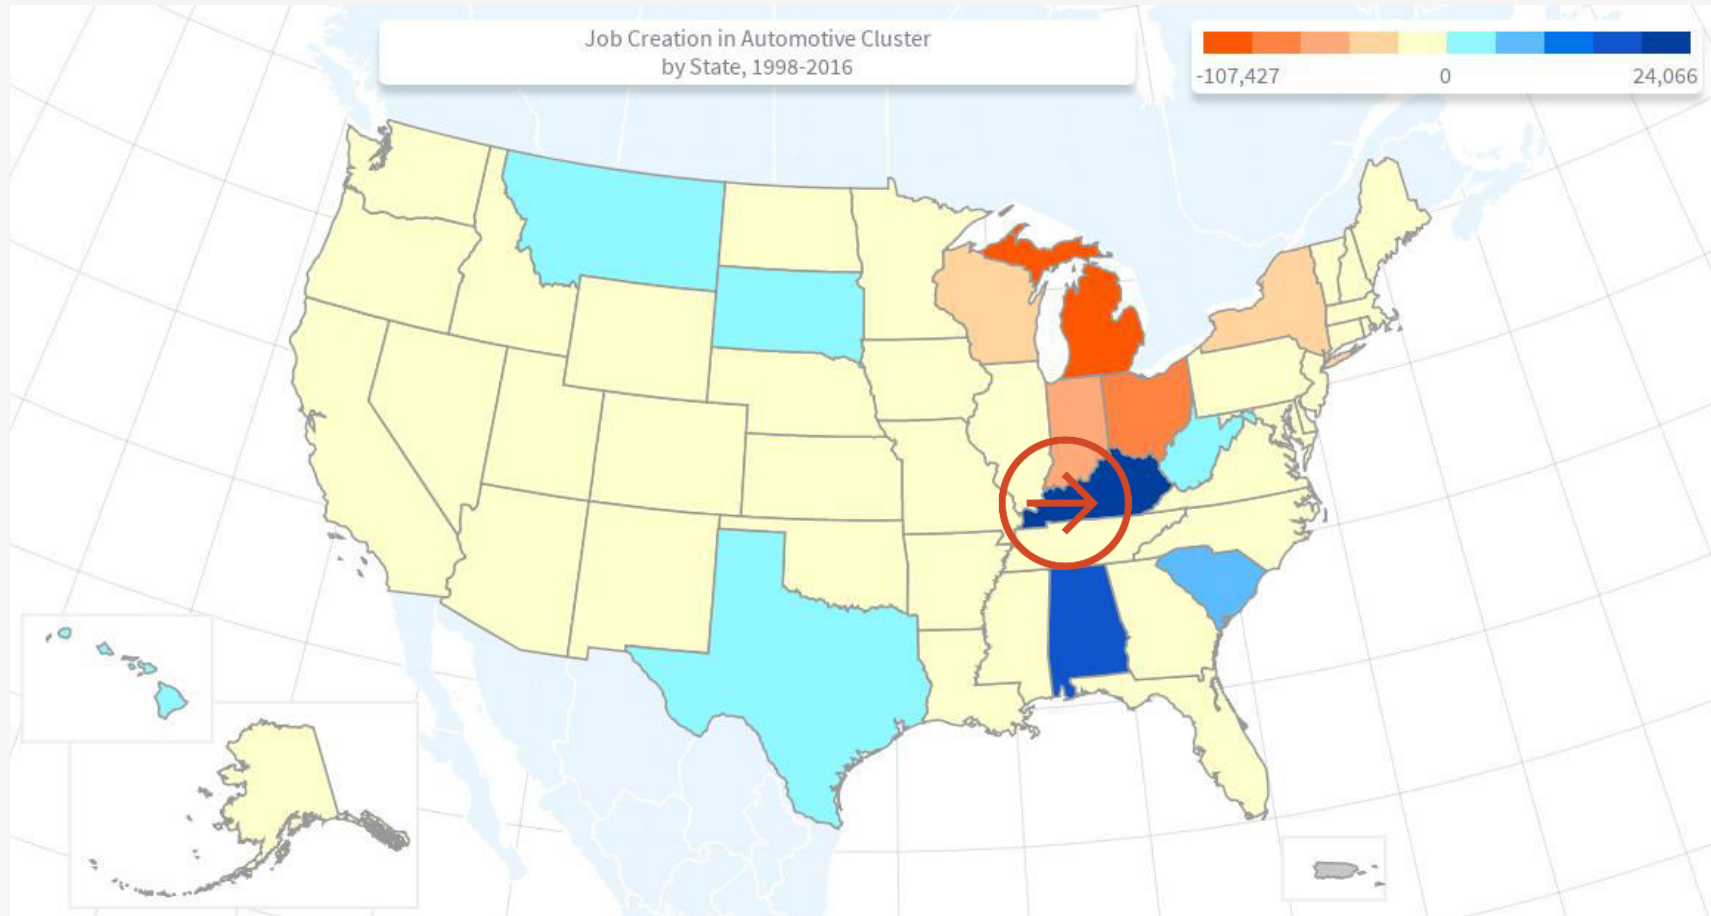 Job Creation in Automotive Cluster
by State, 1998-2016
-107,427 0 24,066